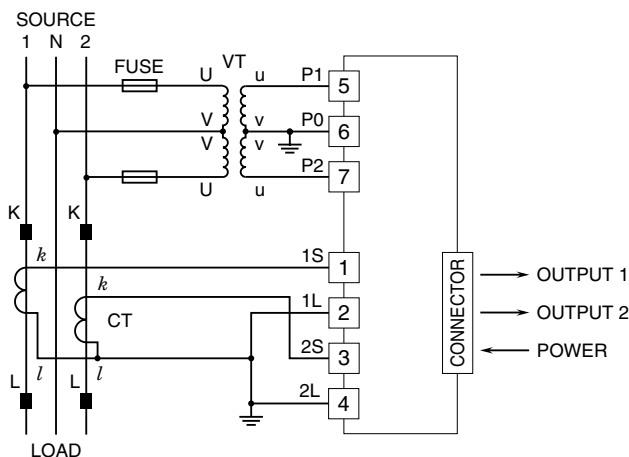 SOURCE
1 N 2
FUSE
VT
U u P1 5
V v P0 6
V v
U u P2 7
K K
k 1S 1
k
1L 2
CT
2S 3
L l L l
2L 4
LOAD
CONNECTOR
OUTPUT 1
OUTPUT 2
POWER